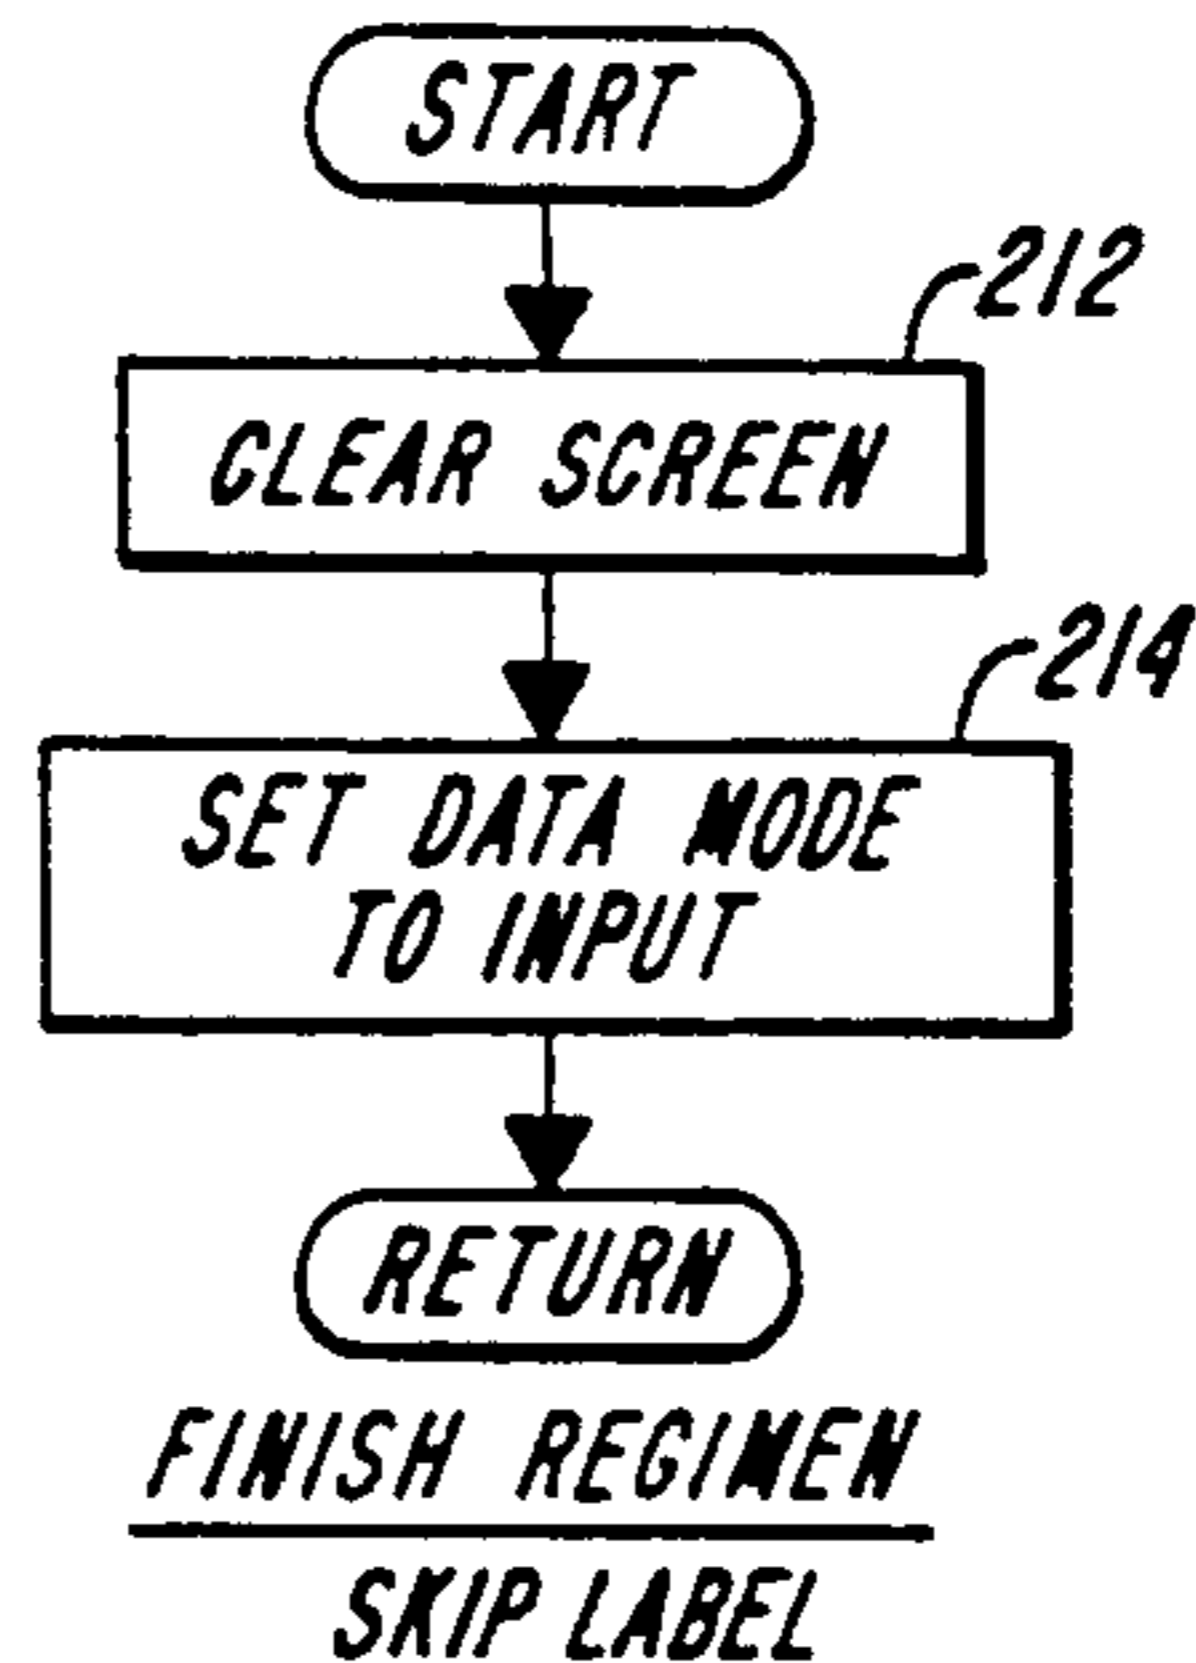 START
212
CLEAR SCREEN
214
SET DATA MODE
TO INPUT
RETURN
FINISH REGIMEN
SKIP LABEL